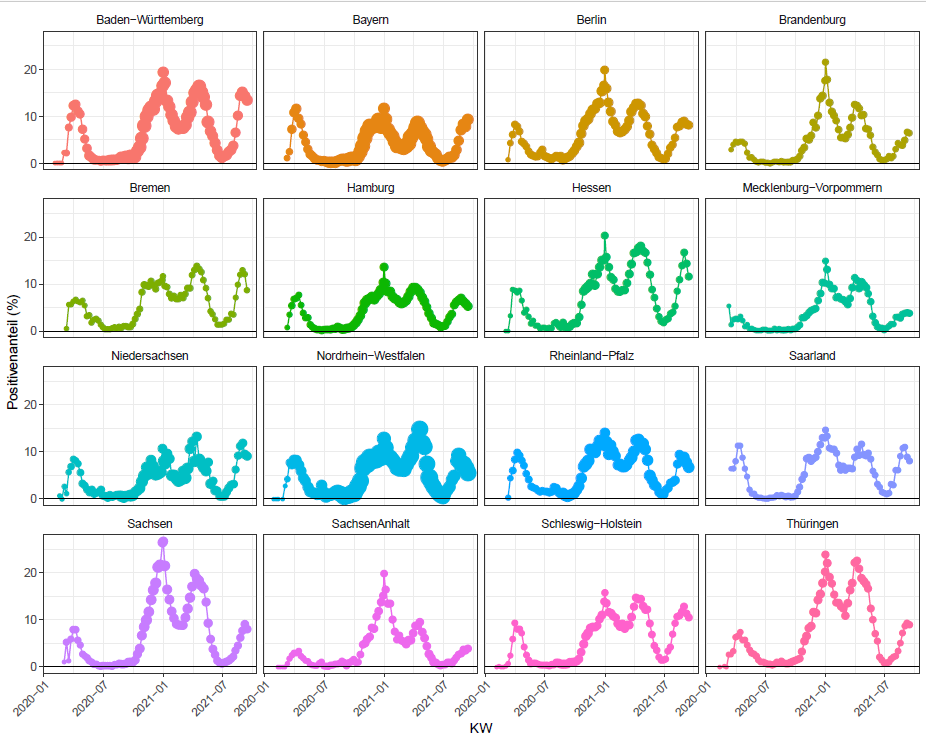 Baden−Württemberg Bayern Berlin Brandenburg
20
10
0
Bremen Hamburg Hessen Mecklenburg−Vorpommern
20
10
0
Niedersachsen Nordrhein−Westfalen Rheinland−Pfalz Saarland
20
10
0
Sachsen SachsenAnhalt Schleswig−Holstein Thüringen
20
10
0
Positivenanteil (%)
2020−01 2020−07 2021−01 2021−07 2020−01 2020−07 2021−01 2021−07 2020−01 2020−07 2021−01 2021−07 2020−01 2020−07 2021−01 2021−07
KW